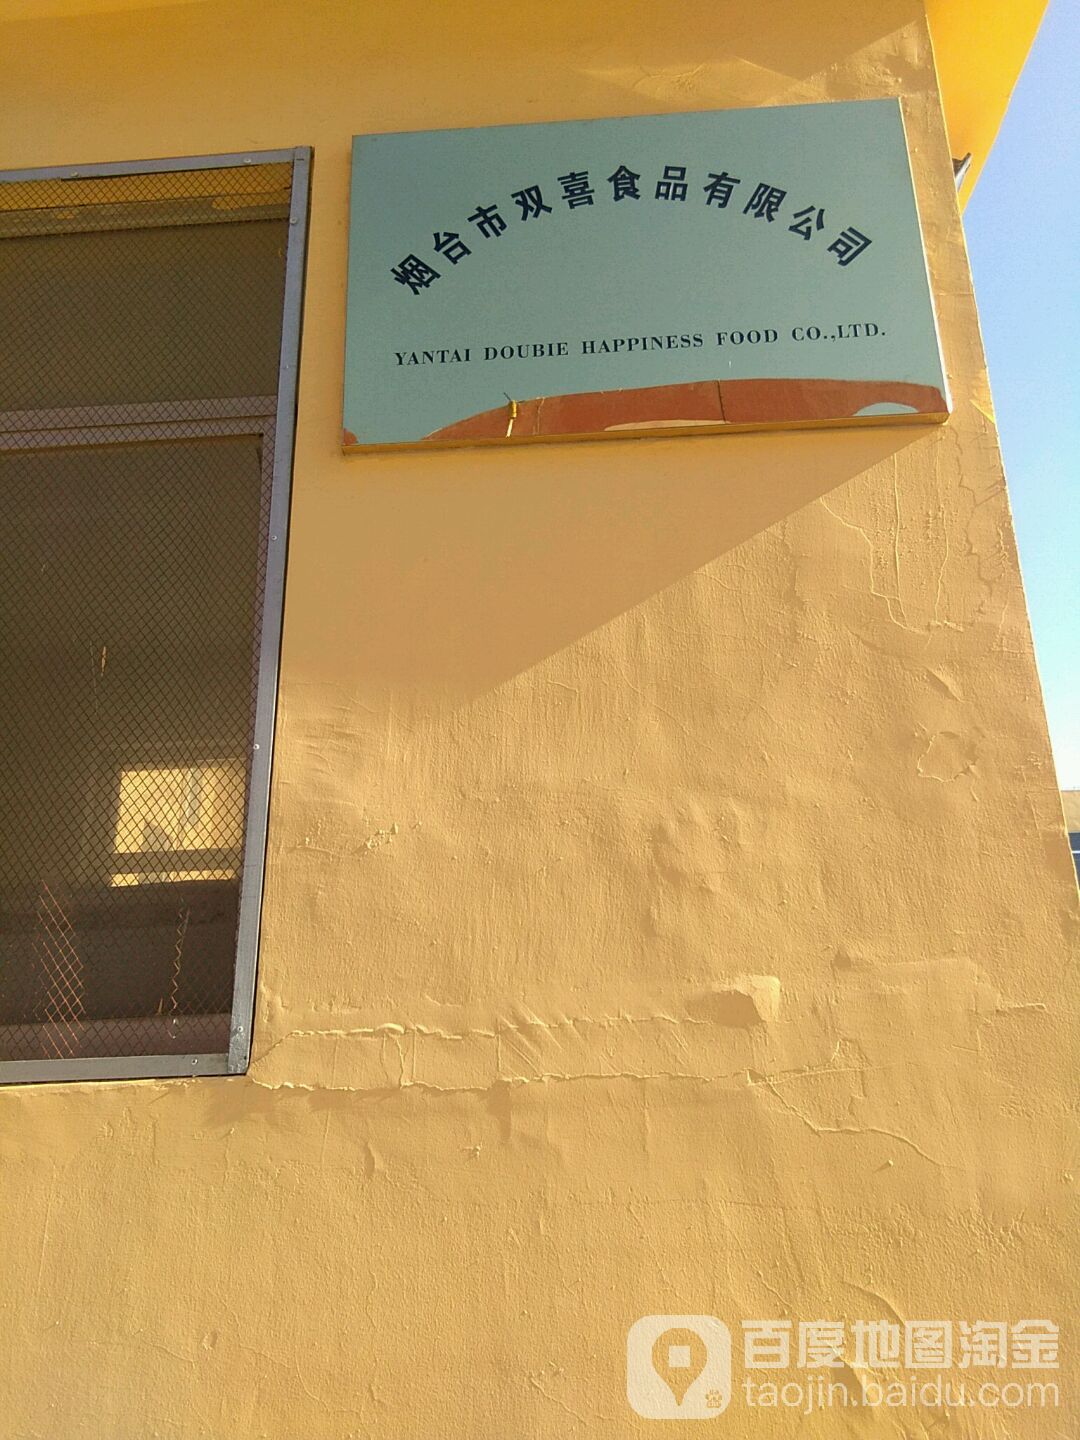 烟台市双喜食品有限公司
YANTAI DOUBIE HAPPINESS FOOD CO.,LTD.
百度地图淘金
taojin.baidu.com